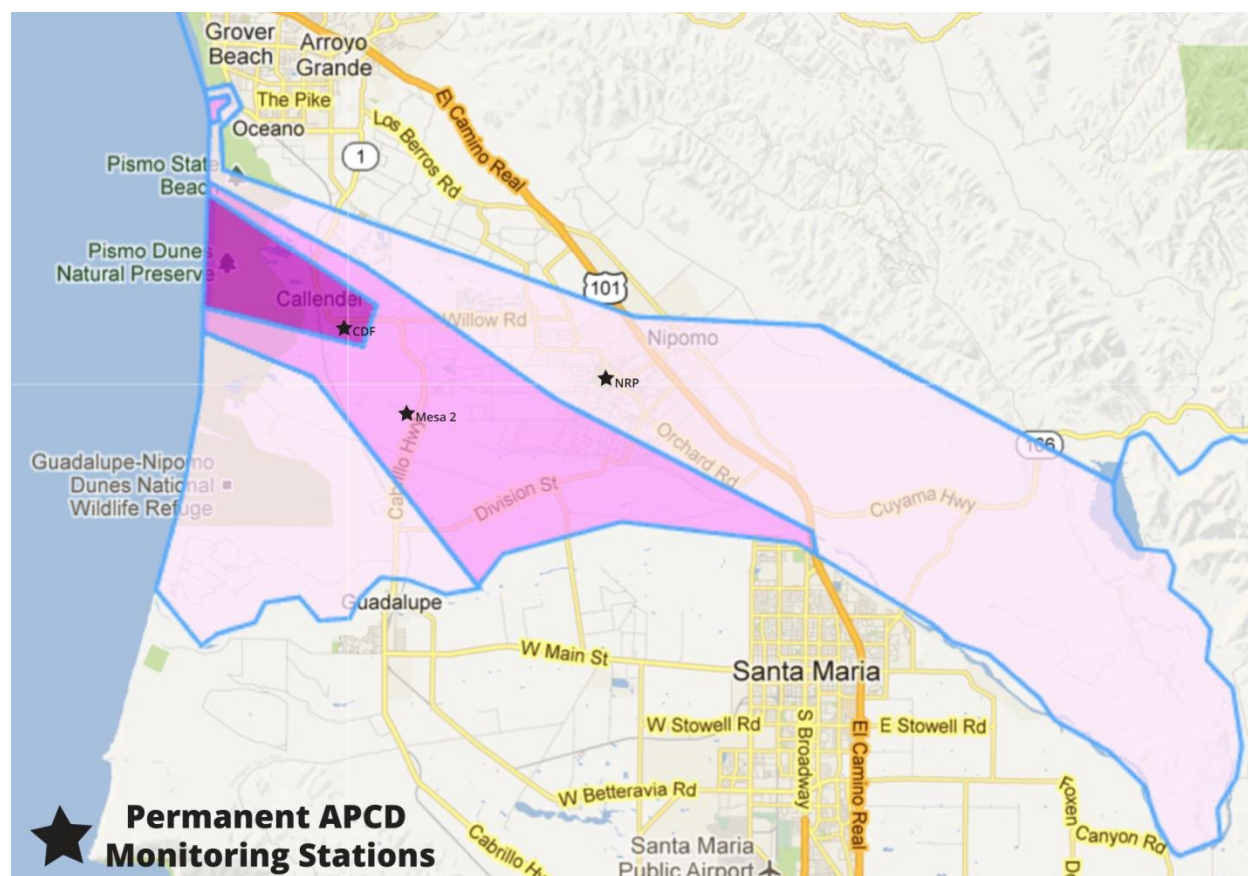 Grover
Beach
Arroyo
Grande
The Pike
Oceano
El Camino Real
Los Berros Rd
1
Pismo State
Beac
Pismo Dunes
Natural Preserve
Callender
CDF
Willow Rd
101
Nipomo
NRP
Mesa 2
Cabrillo Hwy
Orchard Rd
166
Guadalupe-Nipomo
Dunes National
Wildlife Refuge
Division St
Cuyama Hwy
Guadalupe
W Main St
Santa Maria
W Stowell Rd
S Broadway
El Camino Real
E Stowell Rd
W Betteravia Rd
Foxen
Canyon Rd
Permanent APCD
Monitoring Stations
Cabrillo H
Santa Maria
Public Airport